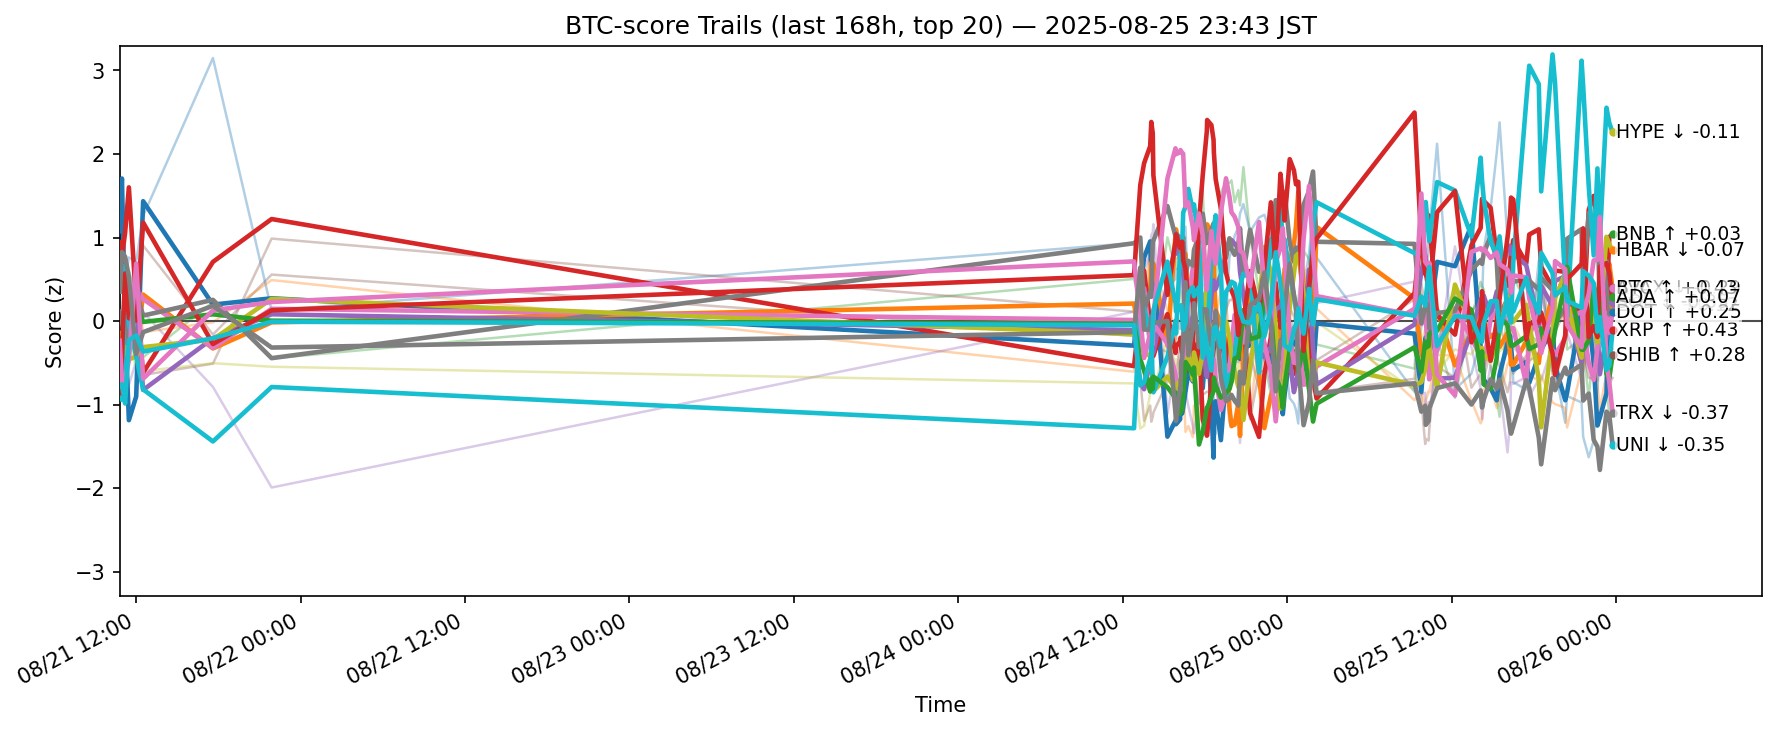 BTC-score Trails (last 168h, top 20) — 2025-08-25 23:43 JST
Score (z)
3
2
1
0
−1
−2
−3
HYPE ↓ -0.11
BNB ↑ +0.03
HBAR ↓ -0.07
ADA ↑ +0.07
DOT ↑ +0.25
XRP ↑ +0.43
SHIB ↑ +0.28
TRX ↓ -0.37
UNI ↓ -0.35
08/21 12:00
08/22 00:00
08/22 12:00
08/23 00:00
08/23 12:00
08/24 00:00
08/24 12:00
08/25 00:00
08/25 12:00
08/26 00:00
Time